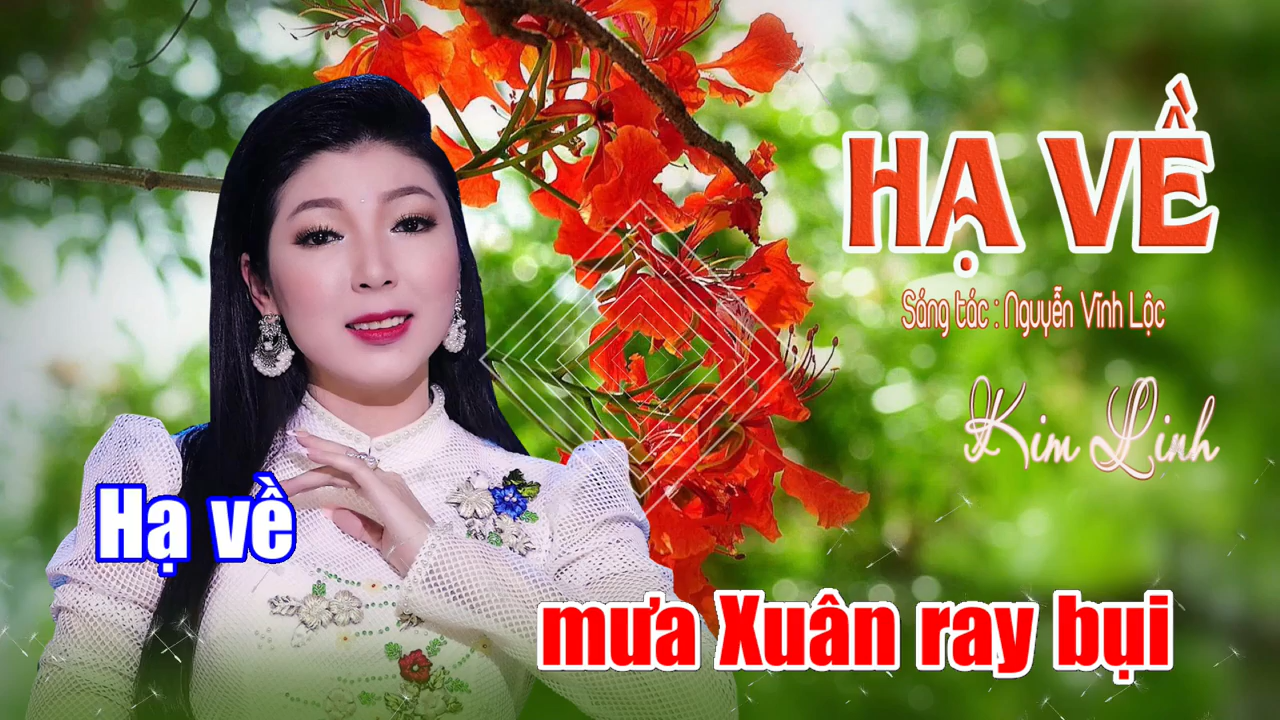 HẠ VỀ
Sáng tác : Nguyễn Vĩnh Lộc
Kim Linh
Hạ về
mưa Xuân ray bụi